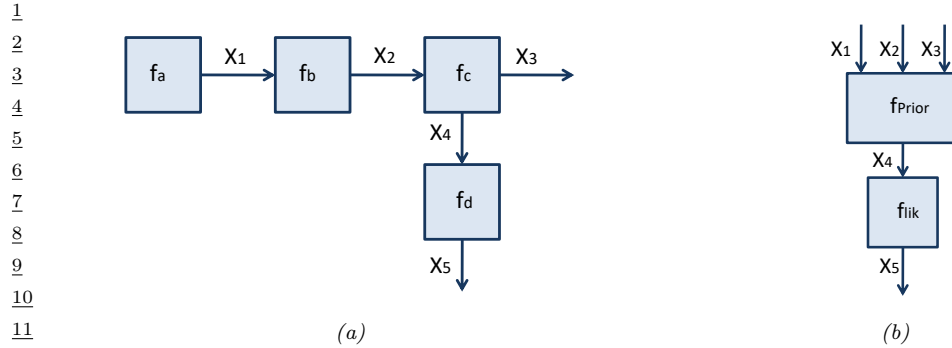 1
2
3
4
5
6
7
8
9
10
11
fa
X1
fb
X2
fc
X3
X4
fd
X5
(a)
X1 X2 X3
fPrior
X4
flik
X5
(b)